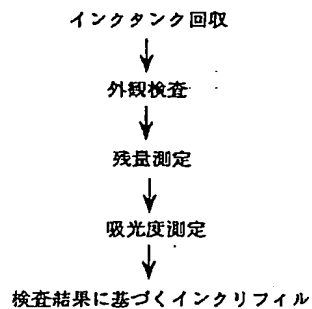 インクタンク回収
外観検査
残量測定
吸光度測定
検査結果に基づくインクリフィル